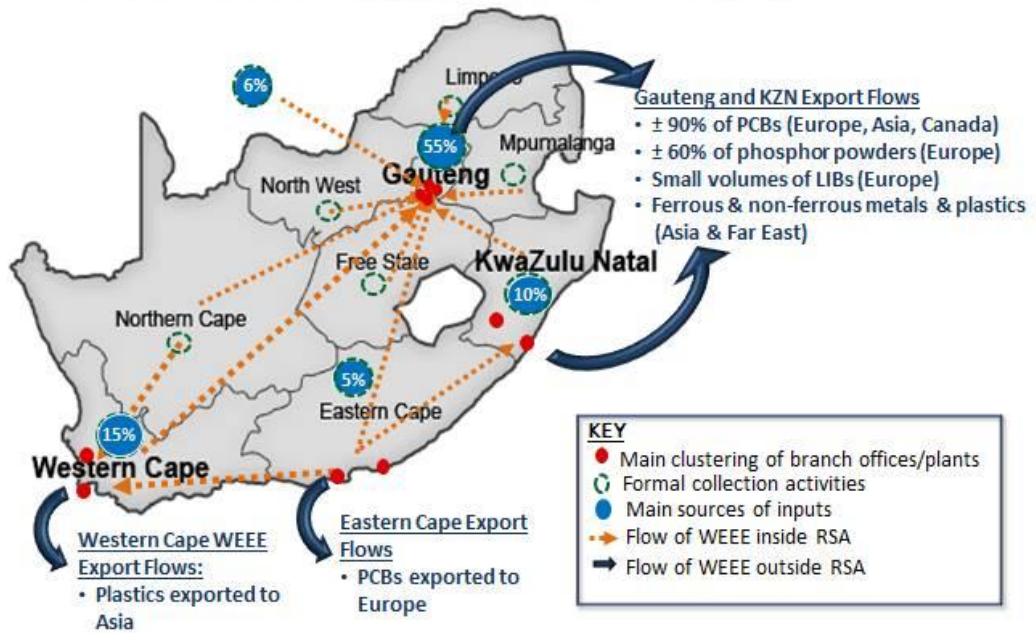 6%
Limpopo
55%
Mpumalanga
Gauteng
North West
Free State
KwaZulu Natal
10%
Northern Cape
5%
Eastern Cape
15%
Western Cape
Gauteng and KZN Export Flows
• ± 90% of PCBs (Europe, Asia, Canada)
• ± 60% of phosphor powders (Europe)
• Small volumes of LIBs (Europe)
• Ferrous & non-ferrous metals & plastics
(Asia & Far East)
KEY
Main clustering of branch offices/plants
Formal collection activities
Main sources of inputs
Flow of WEEE inside RSA
Flow of WEEE outside RSA
Western Cape WEEE
Export Flows:
• Plastics exported to
Asia
Eastern Cape Export
Flows
• PCBs exported to
Europe